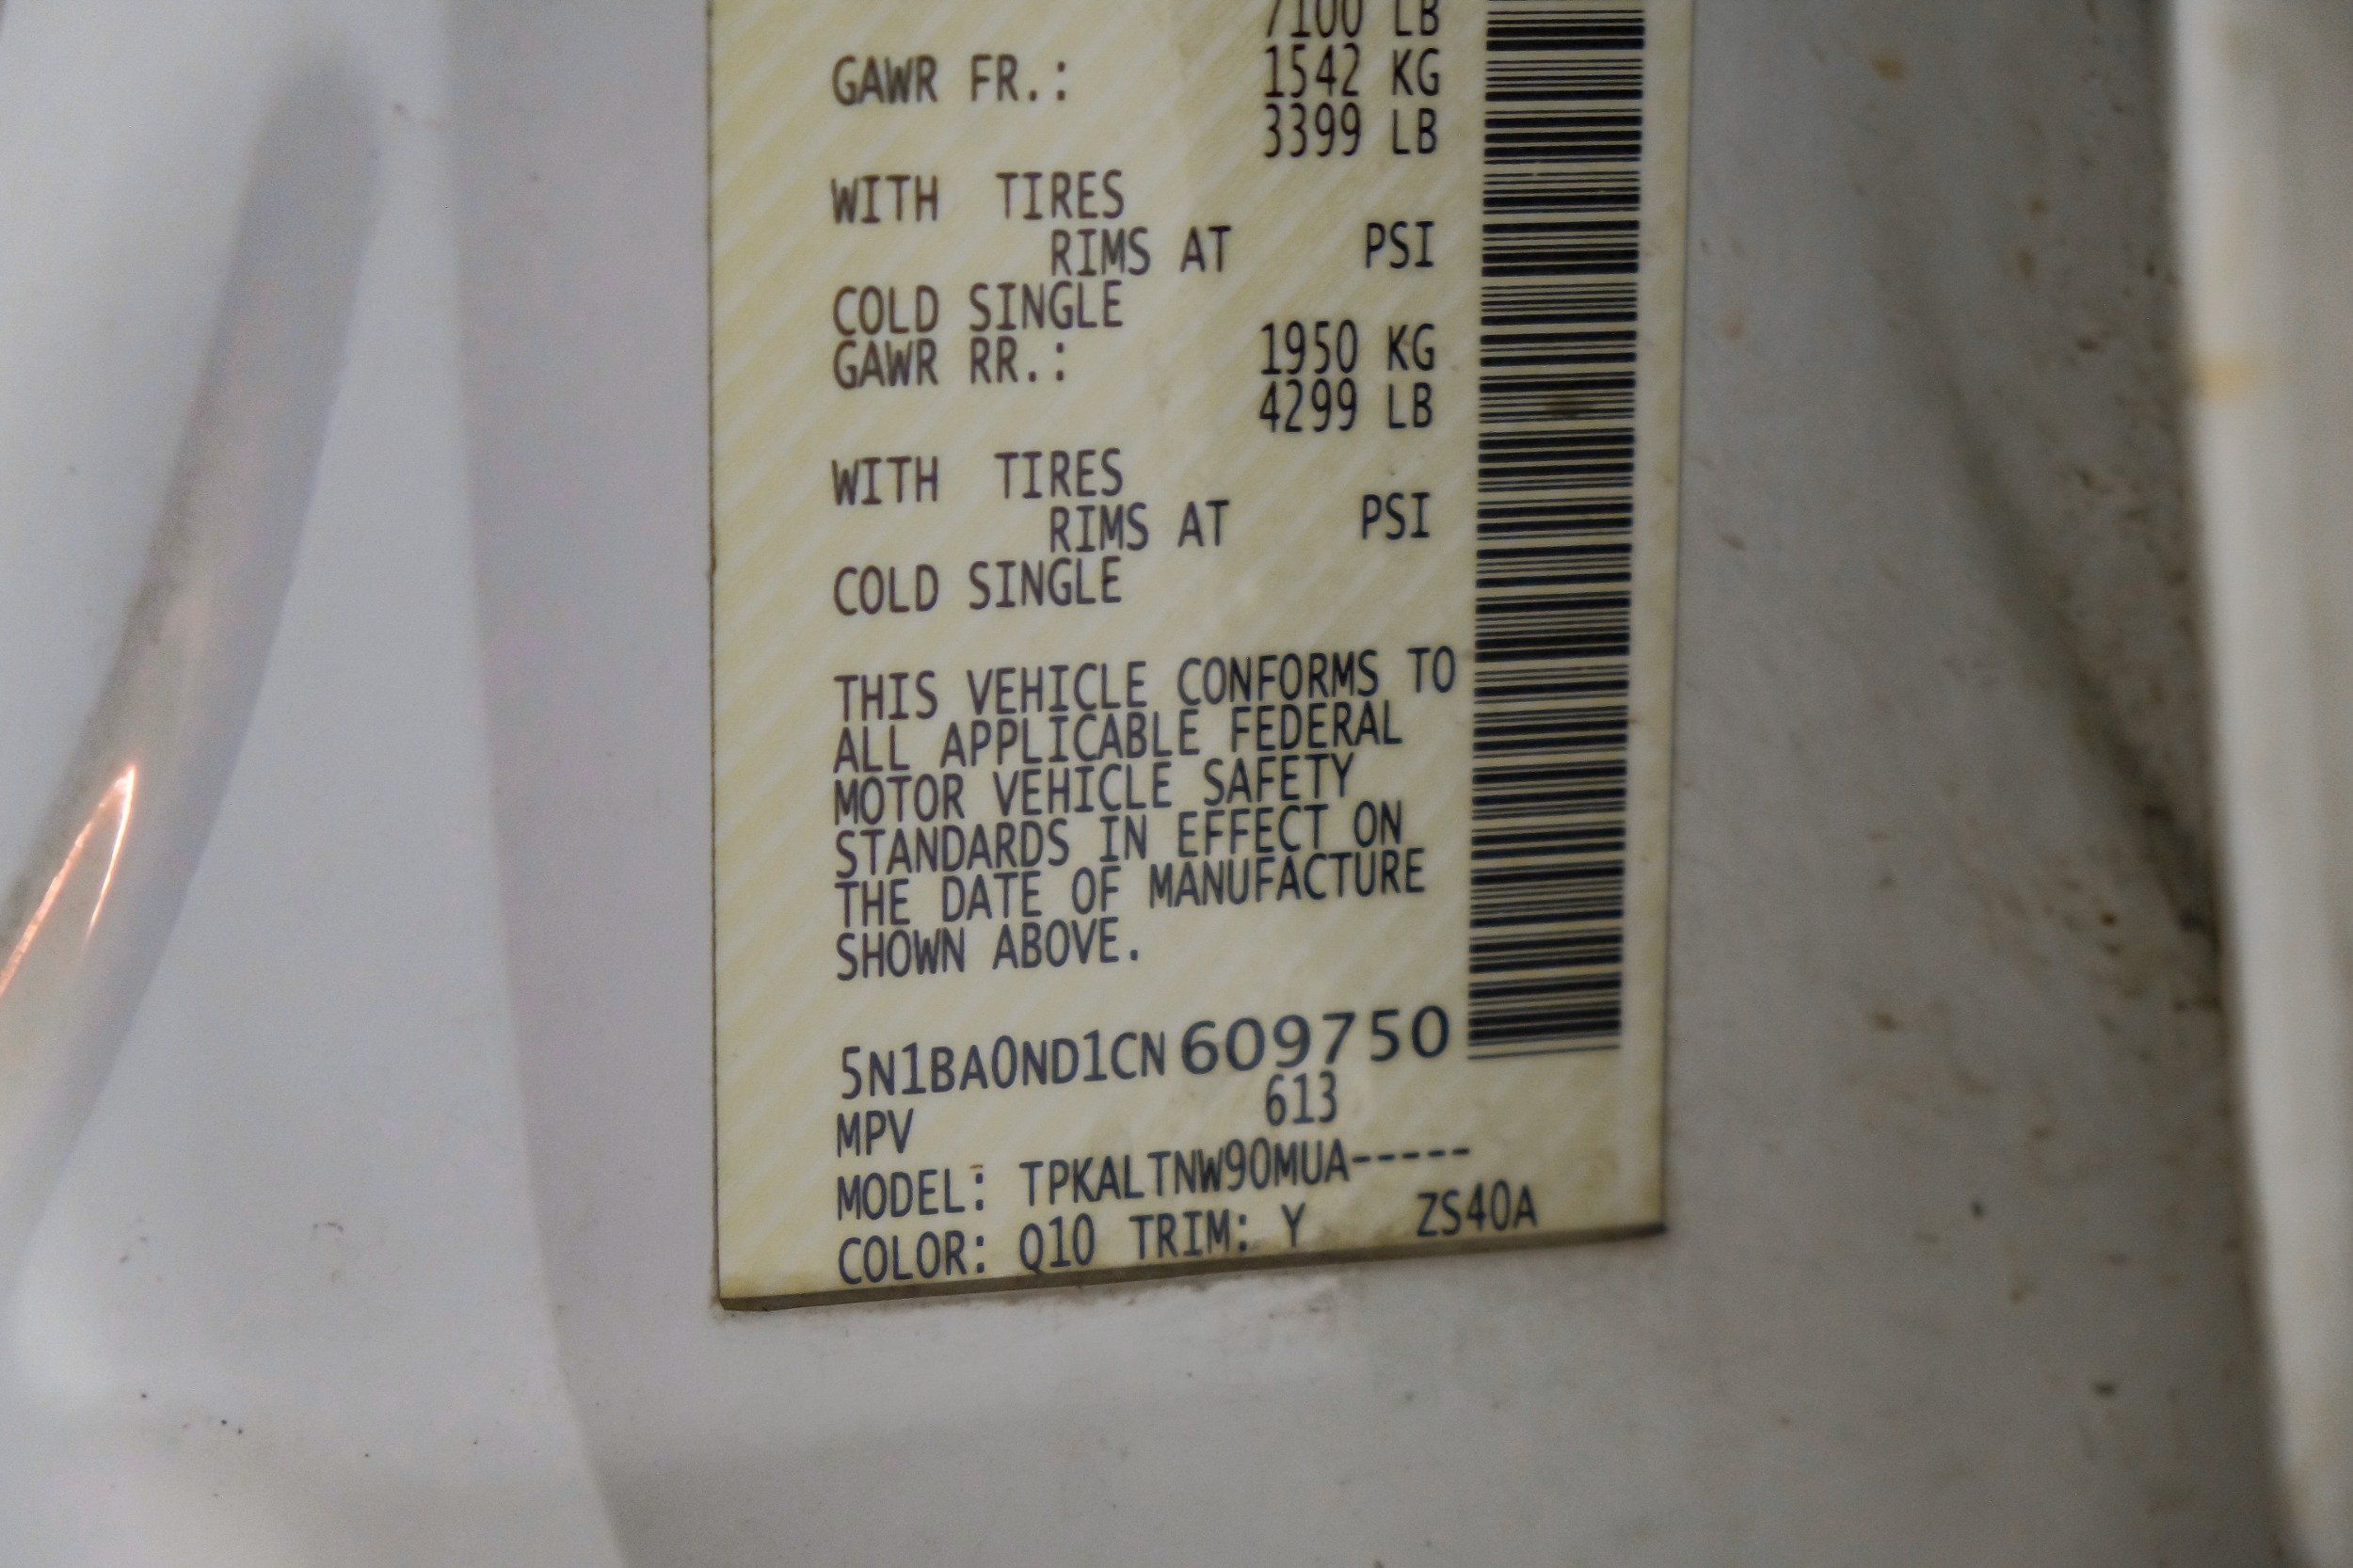 7100 LB
GAWR FR.: 1542 KG
3399 LB
WITH TIRES
RIMS AT PSI
COLD SINGLE
GAWR RR.: 1950 KG
4299 LB
WITH TIRES
RIMS AT PSI
COLD SINGLE
THIS VEHICLE CONFORMS TO
ALL APPLICABLE FEDERAL
MOTOR VEHICLE SAFETY
STANDARDS IN EFFECT ON
THE DATE OF MANUFACTURE
SHOWN ABOVE.
5N1BA0ND1CN609750
MPV 613
MODEL: TPKALTNW90MUA-----
COLOR: Q10 TRIM: Y ZS40A